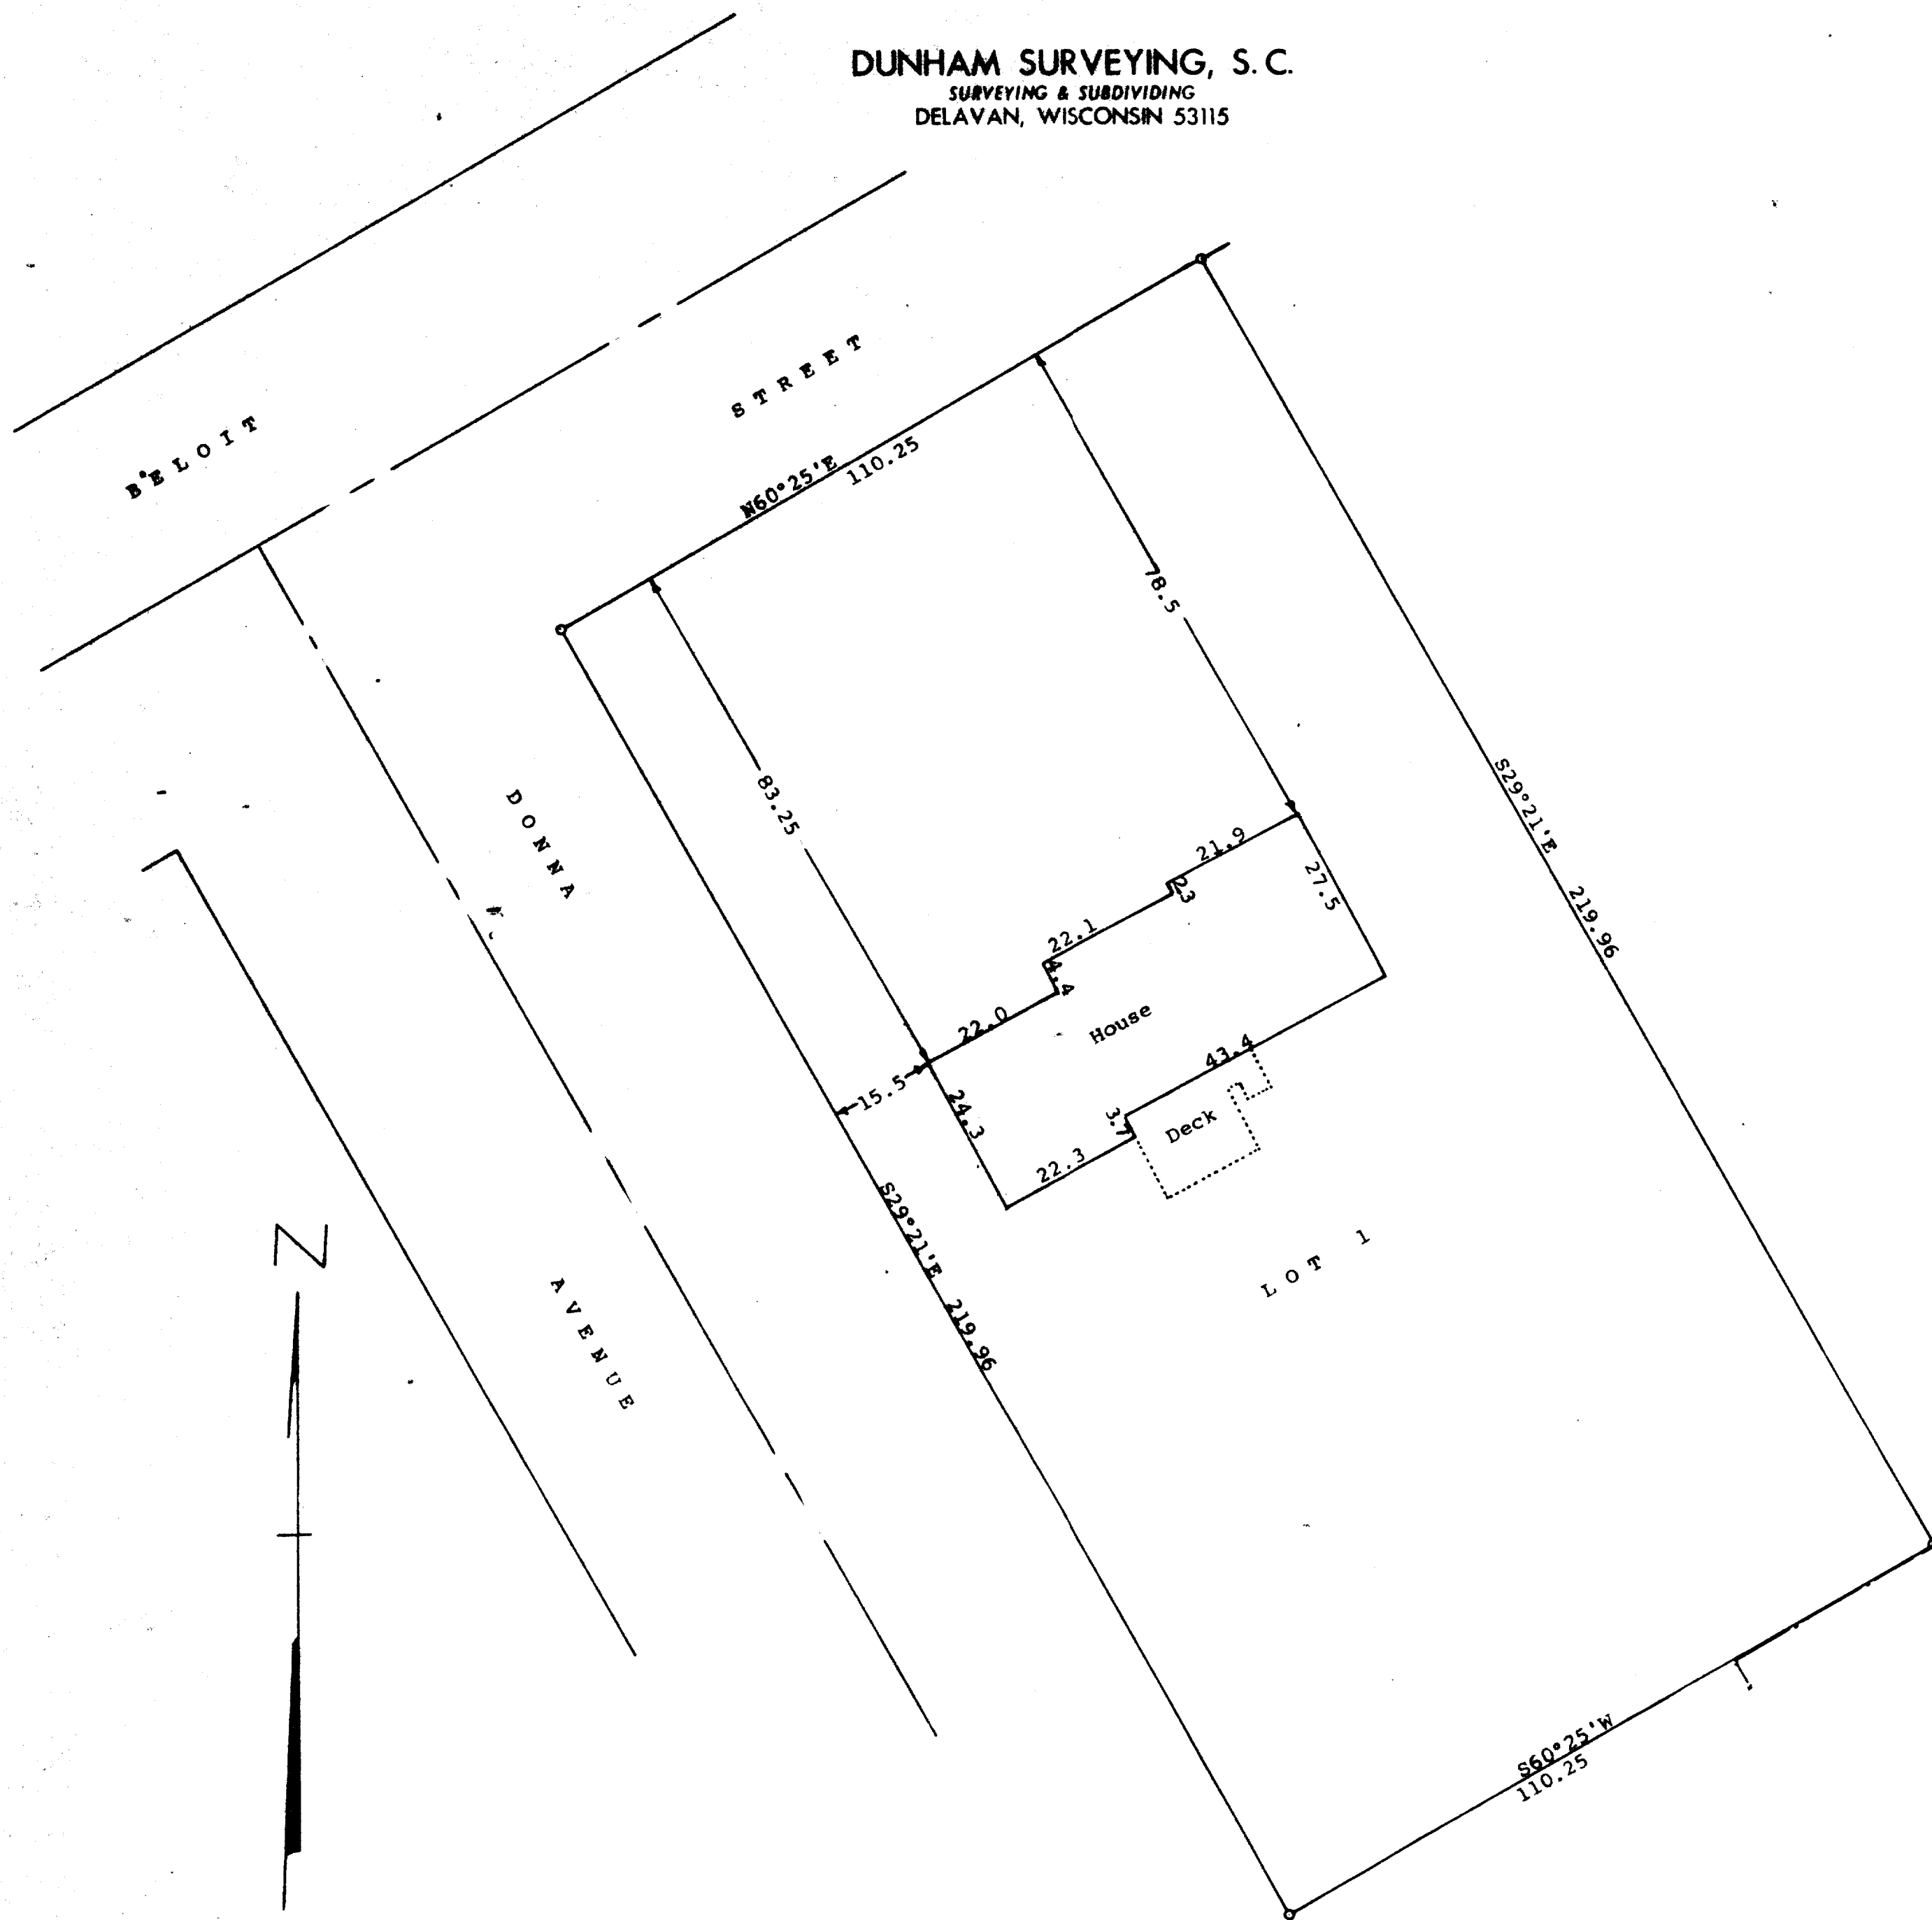 DUNHAM SURVEYING, S. C.
SURVEYING & SUBDIVIDING
DELAVAN, WISCONSIN 53115
BELOIT STREET
N60°25'E
110.25
78.5
83.25
DONNA
S29°21'E 219.96
21.9
2.3
27.5
22.1
4.4
22.0
House
15.5
24.3
43.4
3.7
Deck
22.3
S29°21'E 219.96
LOT 1
N
AVENUE
S60°25'W
110.25